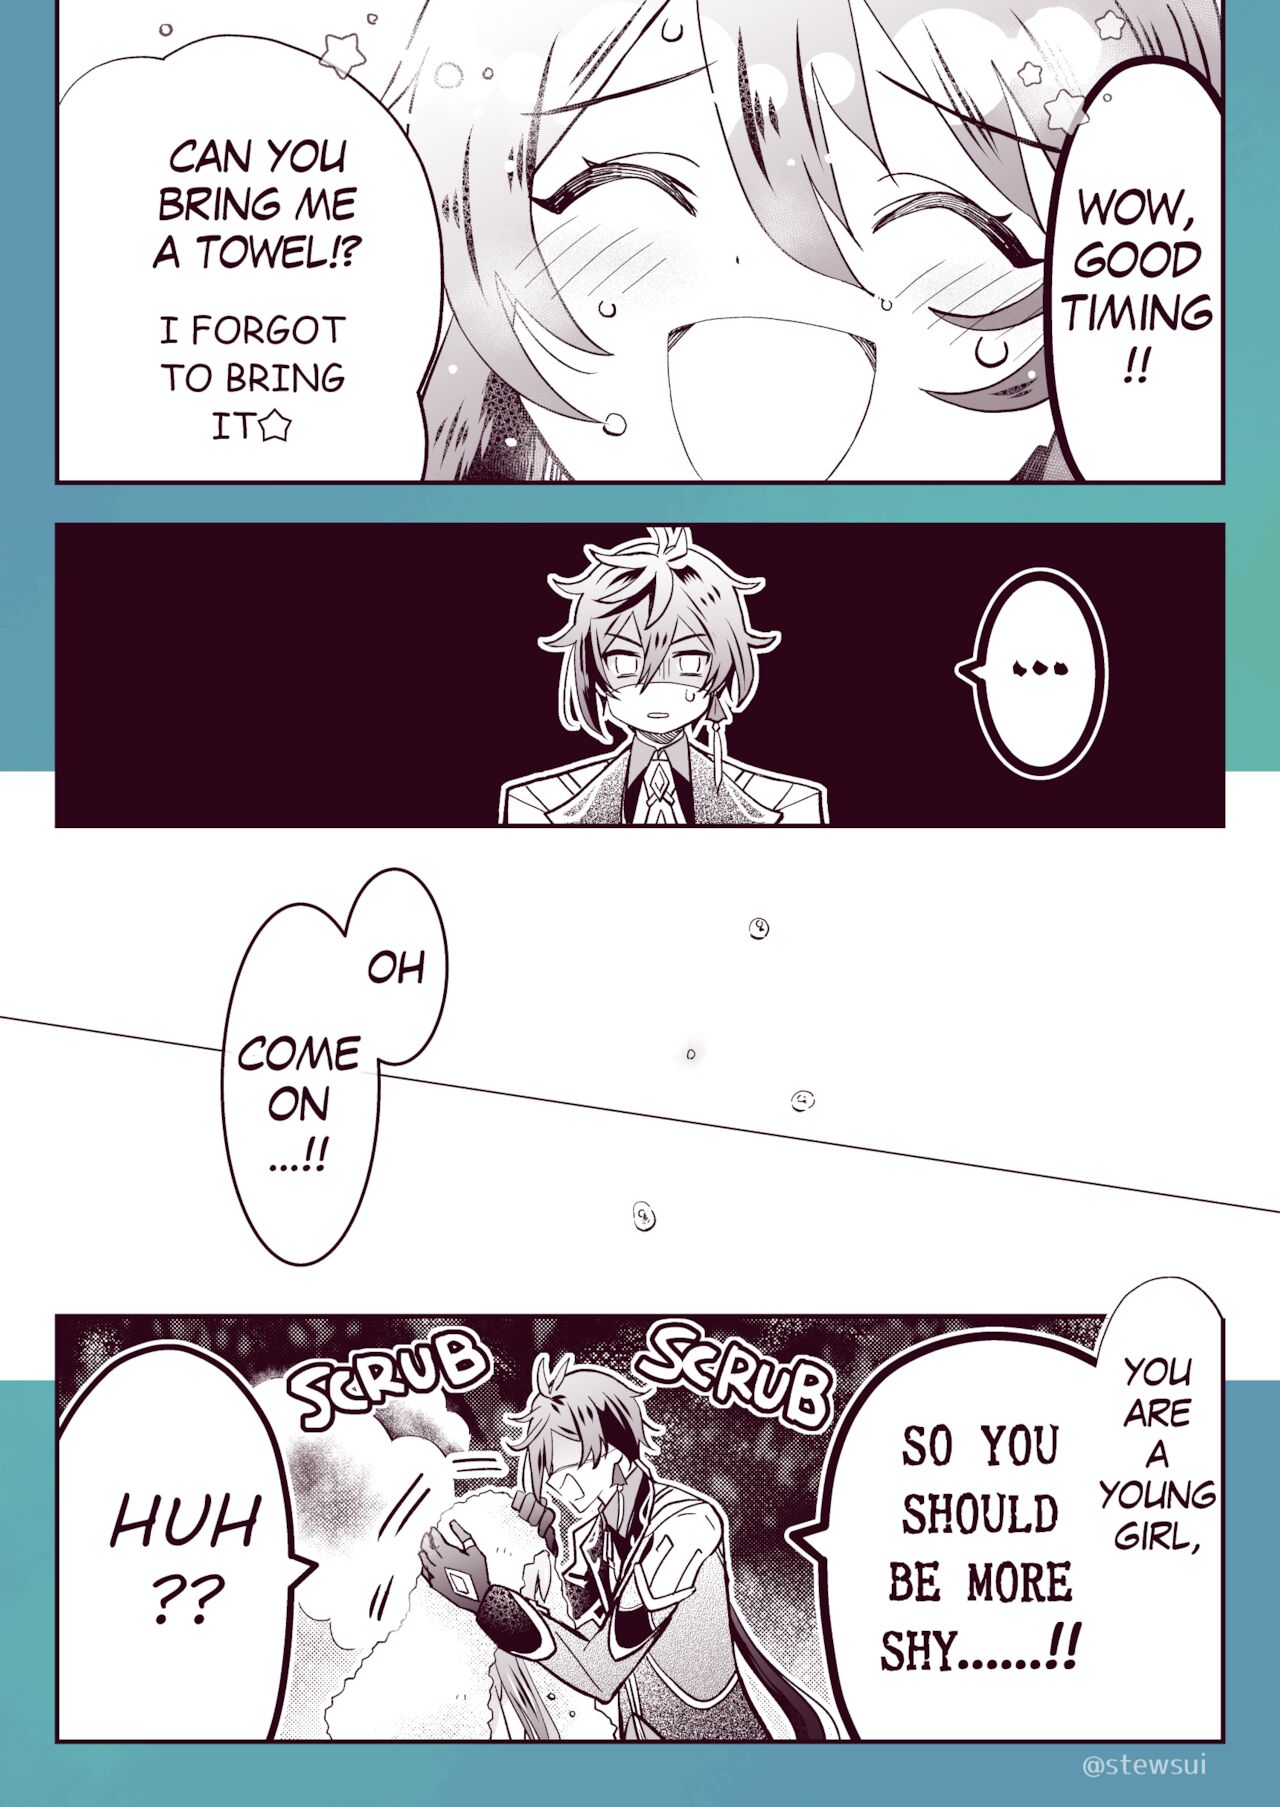 WOW,
GOOD
TIMING
!!
CAN YOU
BRING ME
A TOWEL!?
I FORGOT
TO BRING
IT☆
...
OH
COME
ON
...!!
YOU
ARE
A
YOUNG
GIRL,
SO YOU
SHOULD
BE MORE
SHY......!!
SCRUB
SCRUB
HUH
??
@stewsui